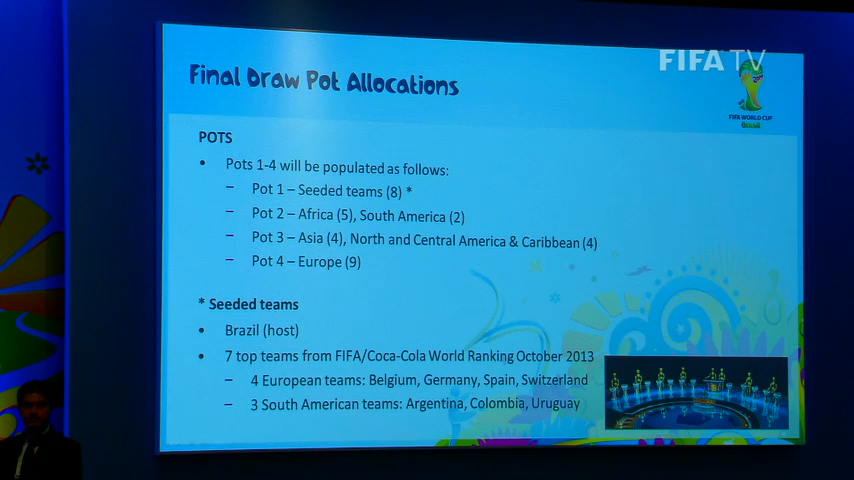 FIFA TV
Final Draw Pot Allocations
FIFA WORLD CUP
Brasil
POTS
• Pots 1-4 will be populated as follows:
– Pot 1 – Seeded teams (8) *
– Pot 2 – Africa (5), South America (2)
– Pot 3 – Asia (4), North and Central America & Caribbean (4)
– Pot 4 – Europe (9)
* Seeded teams
• Brazil (host)
• 7 top teams from FIFA/Coca-Cola World Ranking October 2013
– 4 European teams: Belgium, Germany, Spain, Switzerland
– 3 South American teams: Argentina, Colombia, Uruguay